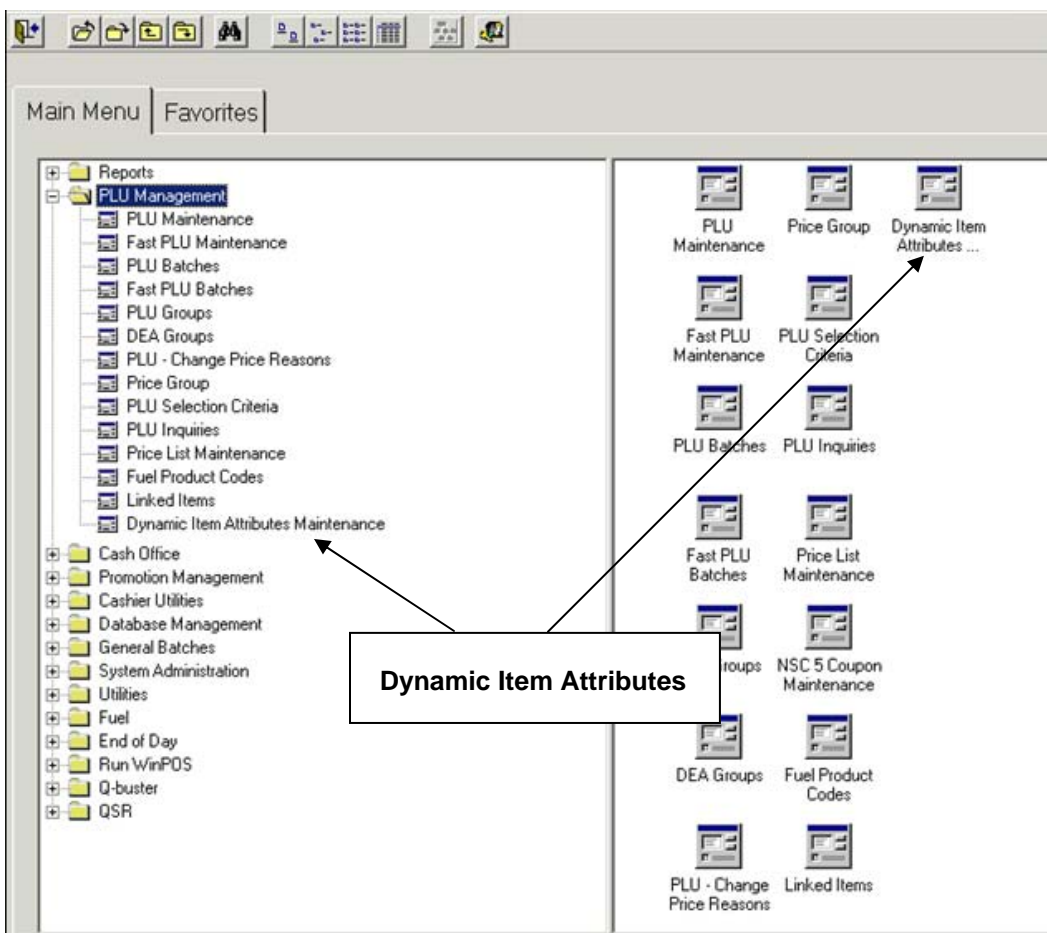 Main Menu
Favorites
Reports
PLU Management
PLU Maintenance
Fast PLU Maintenance
PLU Batches
Fast PLU Batches
PLU Groups
DEA Groups
PLU - Change Price Reasons
Price Group
PLU Selection Criteria
PLU Inquiries
Price List Maintenance
Fuel Product Codes
Linked Items
Dynamic Item Attributes Maintenance
Cash Office
Promotion Management
Cashier Utilities
Database Management
General Batches
System Administration
Utilities
Fuel
End of Day
Run WinPOS
Q-buster
QSR
PLU
Maintenance
Price Group
Dynamic Item
Attributes ...
Fast PLU
Maintenance
PLU Selection
Criteria
PLU Batches
PLU Inquiries
Fast PLU
Batches
Price List
Maintenance
NSC 5 Coupon
Maintenance
DEA Groups
Fuel Product
Codes
PLU - Change
Price Reasons
Linked Items
Dynamic Item Attributes